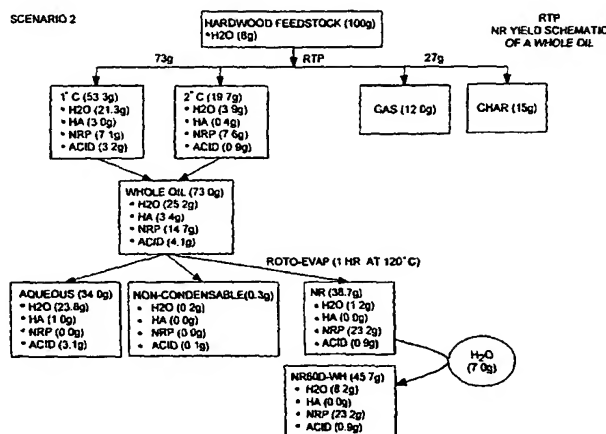 SCENARIO 2
RTP
NR YIELD SCHEMATIC
OF A WHOLE OIL
HARDWOOD FEEDSTOCK (100g)
• H2O (6g)
73g
RTP
27g
1° C (53.3g)
• H2O (21.3g)
• HA (3.0g)
• NRP (7.1g)
• ACID (3.2g)
2° C (19.7g)
• H2O (3.9g)
• HA (0.4g)
• NRP (7.6g)
• ACID (0.9g)
GAS (12.0g)
CHAR (15g)
WHOLE OIL (73.0g)
• H2O (25.2g)
• HA (3.4g)
• NRP (14.7g)
• ACID (4.1g)
ROTO-EVAP (1 HR AT 120°C)
AQUEOUS (34.0g)
• H2O (23.8g)
• HA (1.0g)
• NRP (0.0g)
• ACID (3.1g)
NON-CONDENSABLE (0.3g)
• H2O (0.2g)
• HA (0.0g)
• NRP (0.0g)
• ACID (0.1g)
NR (38.7g)
• H2O (1.2g)
• HA (0.0g)
• NRP (23.2g)
• ACID (0.9g)
H2O
(7.0g)
NR60D-WH (45.7g)
• H2O (8.2g)
• HA (0.0g)
• NRP (23.2g)
• ACID (0.9g)